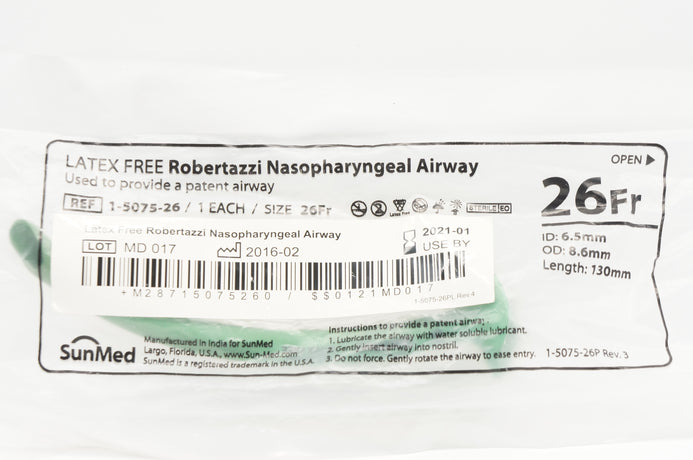 LATEX FREE Robertazzi Nasopharyngeal Airway
OPEN
Used to provide a patent airway
REF 1-5075-26 / 1 EACH / SIZE 26Fr
Latex Free
STERILE EO
26Fr
ID: 6.5mm
OD: 8.6mm
Length: 130mm
Latex Free Robertazzi Nasopharyngeal Airway
LOT MD 017 2016-02
2021-01
USE BY
+M28715075260 / $$0121MD017
1-5075-26PL Rev.4
SunMed
Manufactured in India for SunMed
Largo, Florida, U.S.A., www.Sun-Med.com
SunMed is a registered trademark in the U.S.A.
Instructions to provide a patent airway
1. Lubricate the airway with water soluble lubricant.
2. Gently insert airway into nostril.
3. Do not force. Gently rotate the airway to ease entry.
1-5075-26P Rev. 3